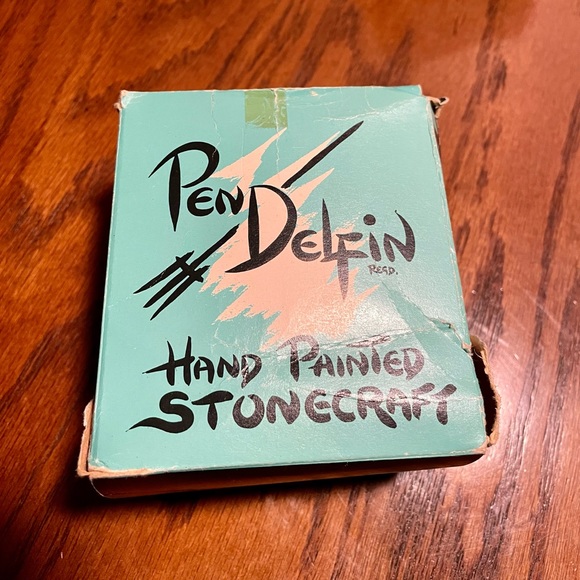 PEN DELFIN
REGD.
HAND PAINTED
STONECRAFT